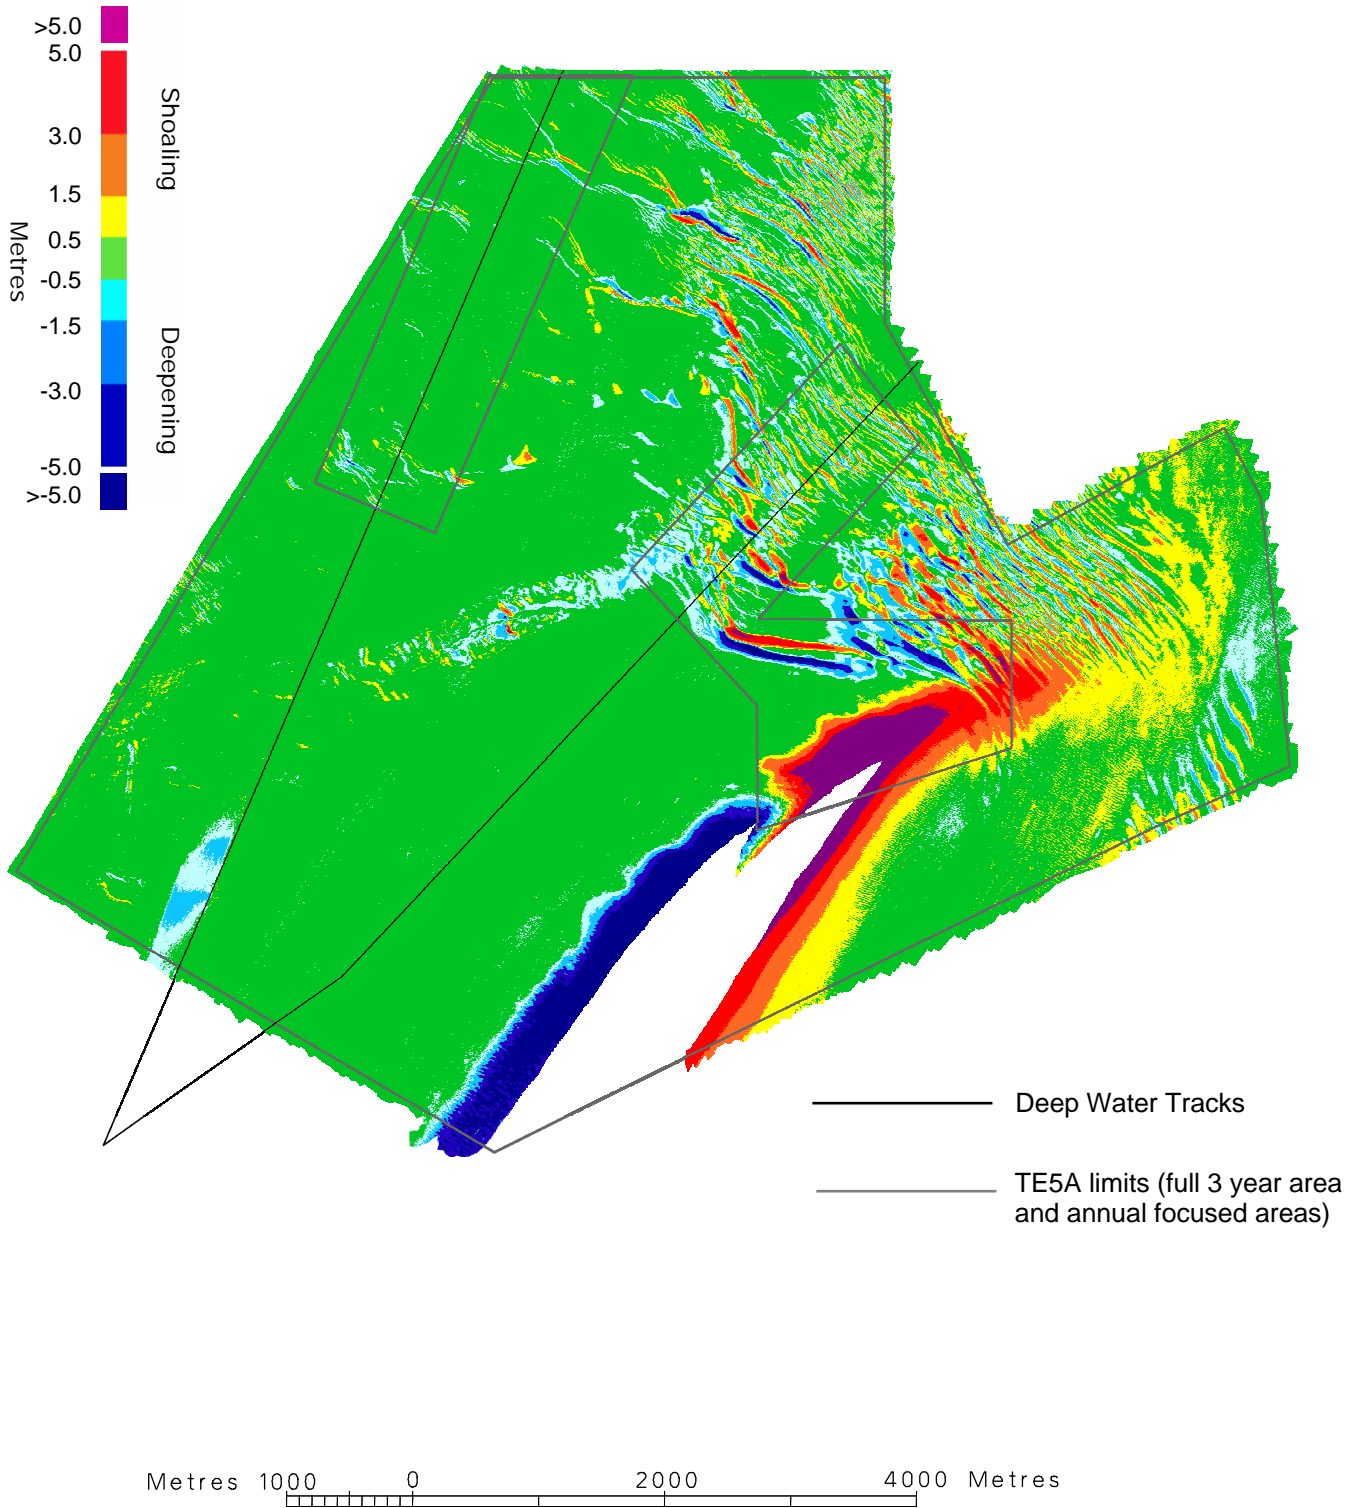 >5.0
5.0
3.0
1.5
0.5
-0.5
-1.5
-3.0
-5.0
>-5.0
Metres
Shoaling
Deepening
Deep Water Tracks
TE5A limits (full 3 year area
and annual focused areas)
Metres 1000 0 2000 4000 Metres